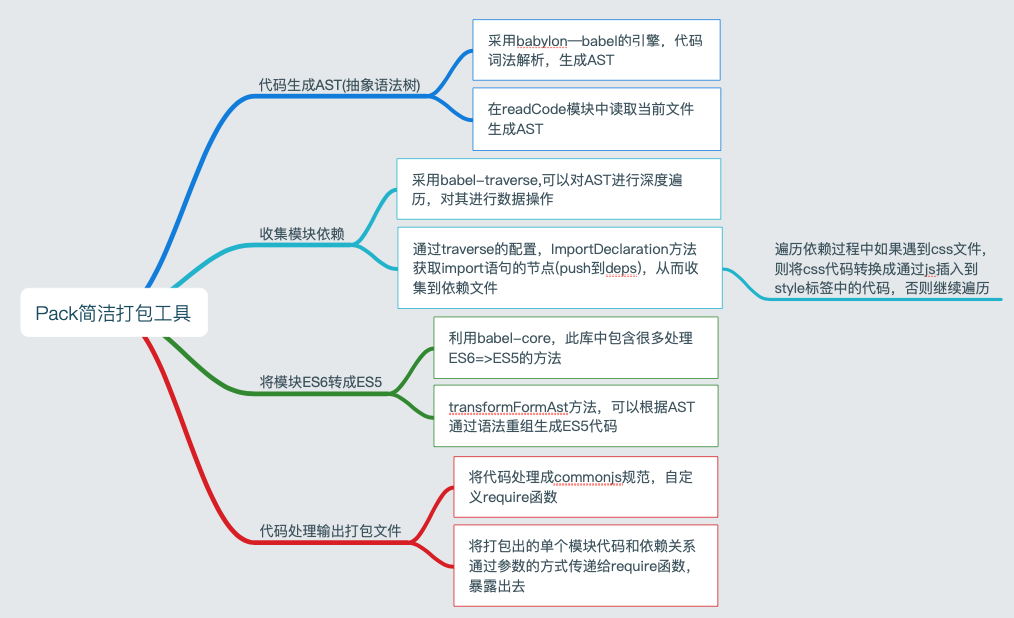 Pack简洁打包工具
代码生成AST(抽象语法树)
采用babylon—babel的引擎，代码
词法解析，生成AST
在readCode模块中读取当前文件
生成AST
收集模块依赖
采用babel-traverse,可以对AST进行深度遍
历，对其进行数据操作
通过traverse的配置，ImportDeclaration方法
获取import语句的节点(push到deps)，从而收
集到依赖文件
遍历依赖过程中如果遇到css文件，
则将css代码转换成通过js插入到
style标签中的代码，否则继续遍历
将模块ES6转成ES5
利用babel-core，此库中包含很多处理
ES6=>ES5的方法
transformFormAst方法，可以根据AST
通过语法重组生成ES5代码
代码处理输出打包文件
将代码处理成commonjs规范，自定
义require函数
将打包出的单个模块代码和依赖关系
通过参数的方式传递给require函数，
暴露出去